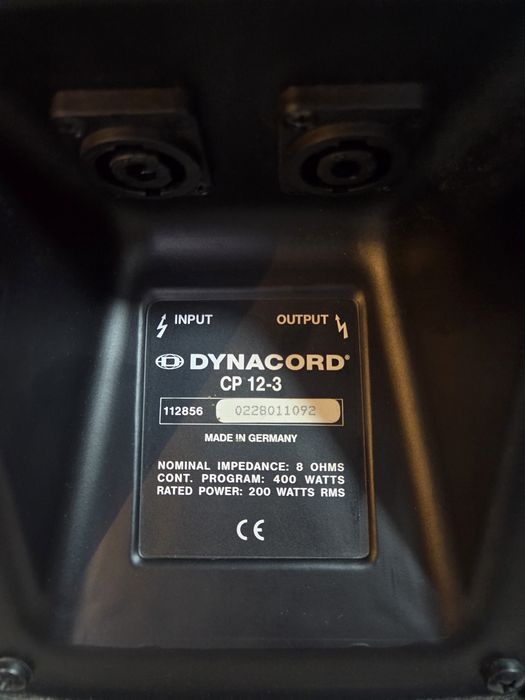 INPUT OUTPUT
DYNACORD®
CP 12-3
112856 0228011092
MADE IN GERMANY
NOMINAL IMPEDANCE: 8 OHMS
CONT. PROGRAM: 400 WATTS
RATED POWER: 200 WATTS RMS
CE